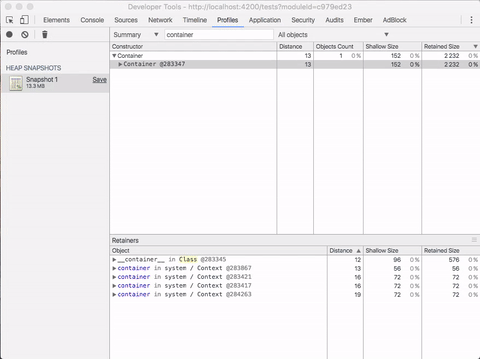 Developer Tools - http://localhost:4200/tests?moduleId=c979ed23
Elements Console Sources Network Timeline Profiles Application Security Audits Ember AdBlock
Summary container All objects
Profiles
HEAP SNAPSHOTS
Snapshot 1 Save
13.3 MB
Constructor Distance Objects Count Shallow Size Retained Size
Container 13 1 0% 152 0% 2 232 0%
Container @283347 13 152 0% 2 232 0%
Retainers
Object Distance Shallow Size Retained Size
__container__ in Class @283345 12 96 0% 576 0%
container in system / Context @283867 13 56 0% 56 0%
container in system / Context @283421 16 72 0% 72 0%
container in system / Context @283417 16 72 0% 72 0%
container in system / Context @284263 19 72 0% 72 0%